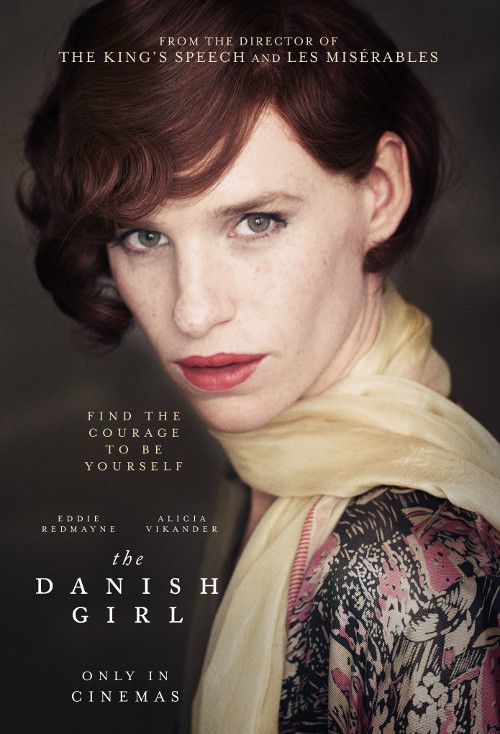 FROM THE DIRECTOR OF
THE KING'S SPEECH AND LES MISÉRABLES
FIND THE
COURAGE
TO BE
YOURSELF
EDDIE
REDMAYNE
ALICIA
VIKANDER
the
DANISH
GIRL
ONLY IN
CINEMAS